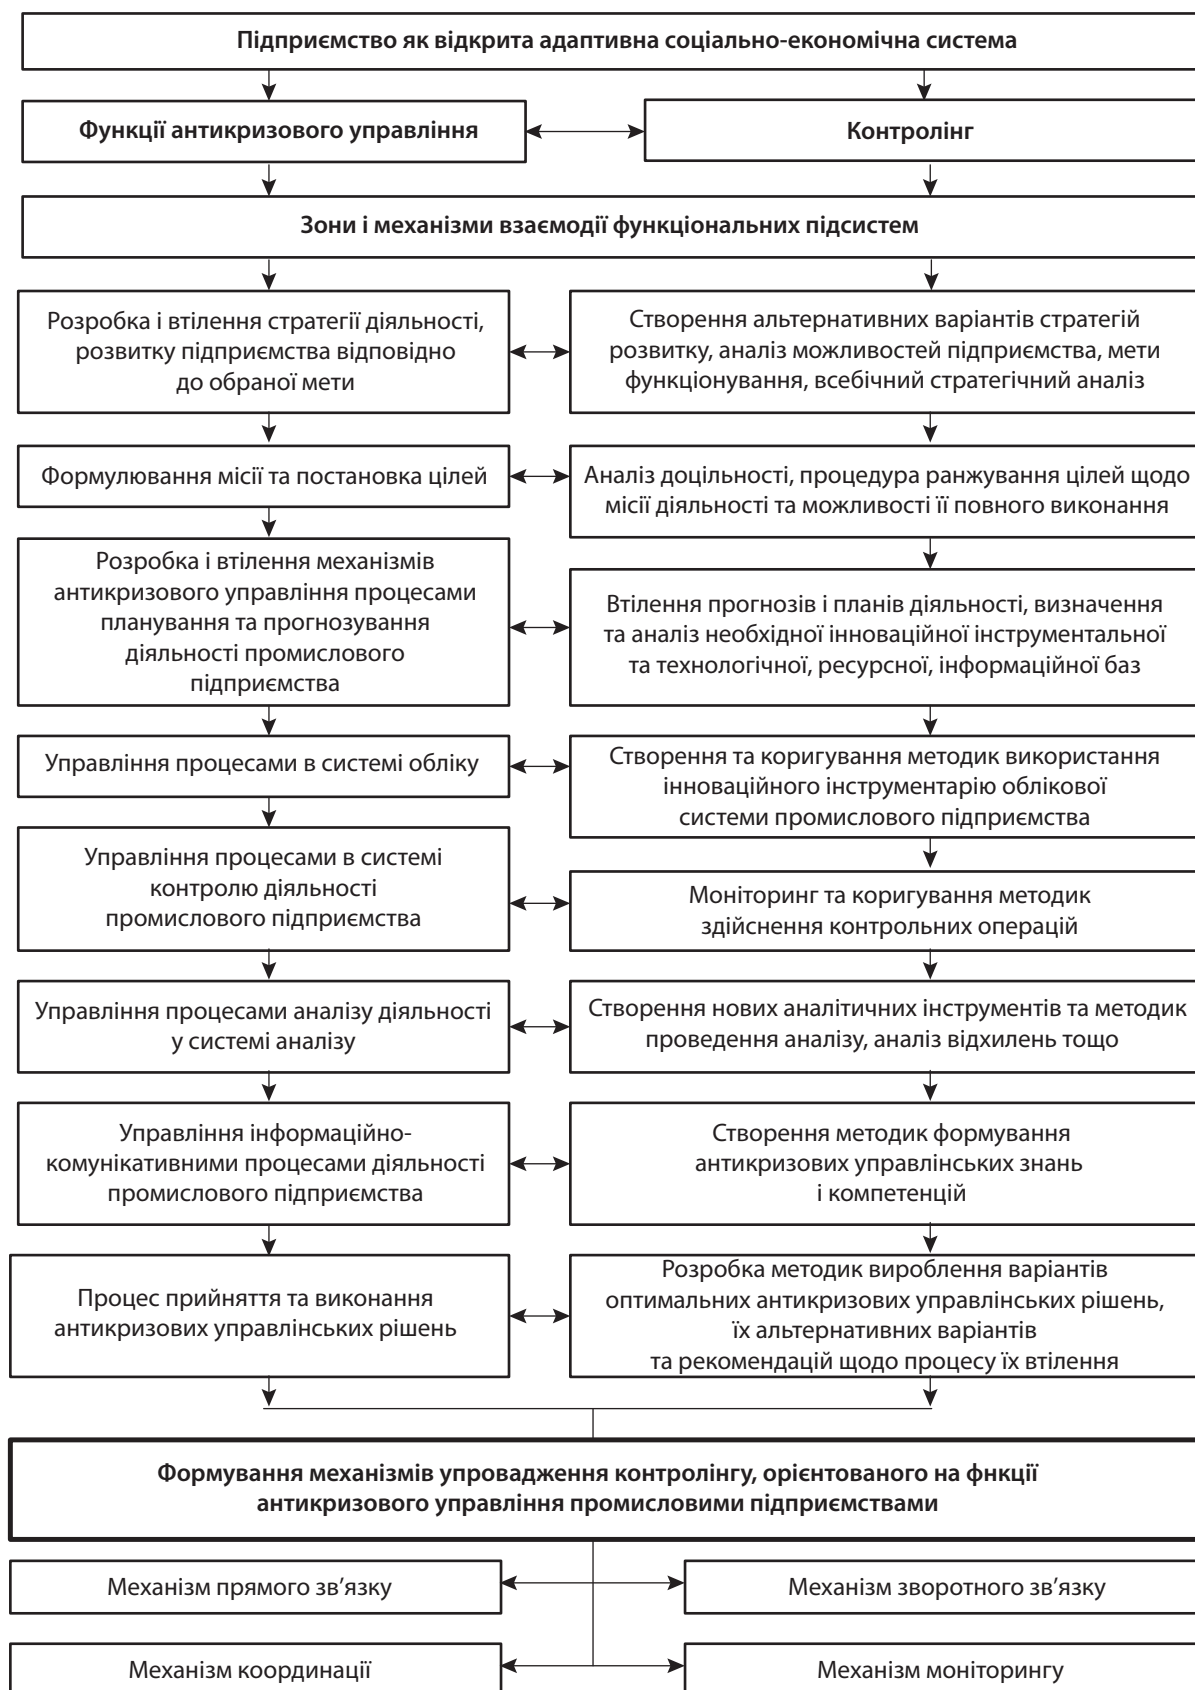 Підприємство як відкрита адаптивна соціально-економічна система
Функції антикризового управління
Контролінг
Зони і механізми взаємодії функціональних підсистем
Розробка і втілення стратегії діяльності,
розвитку підприємства відповідно
до обраної мети
Створення альтернативних варіантів стратегій
розвитку, аналіз можливостей підприємства, мети
функціонування, всебічний стратегічний аналіз
Формулювання місії та постановка цілей
Аналіз доцільності, процедура ранжування цілей щодо
місії діяльності та можливості її повного виконання
Розробка і втілення механізмів
антикризового управління процесами
планування та прогнозування
діяльності промислового
підприємства
Втілення прогнозів і планів діяльності, визначення
та аналіз необхідної інноваційної інструментальної
та технологічної, ресурсної, інформаційної баз
Управління процесами в системі обліку
Створення та коригування методик використання
інноваційного інструментарію облікової
системи промислового підприємства
Управління процесами в системі
контролю діяльності
промислового підприємства
Моніторинг та коригування методик
здійснення контрольних операцій
Управління процесами аналізу діяльності
у системі аналізу
Створення нових аналітичних інструментів та методик
проведення аналізу, аналіз відхилень тощо
Управління інформаційно-
комунікативними процесами діяльності
промислового підприємства
Створення методик формування
антикризових управлінських знань
і компетенцій
Процес прийняття та виконання
антикризових управлінських рішень
Розробка методик вироблення варіантів
оптимальних антикризових управлінських рішень,
їх альтернативних варіантів
та рекомендацій щодо процесу їх втілення
Формування механізмів упровадження контролінгу, орієнтованого на фнкції
антикризового управління промисловими підприємствами
Механізм прямого зв’язку
Механізм зворотного зв’язку
Механізм координації
Механізм моніторингу